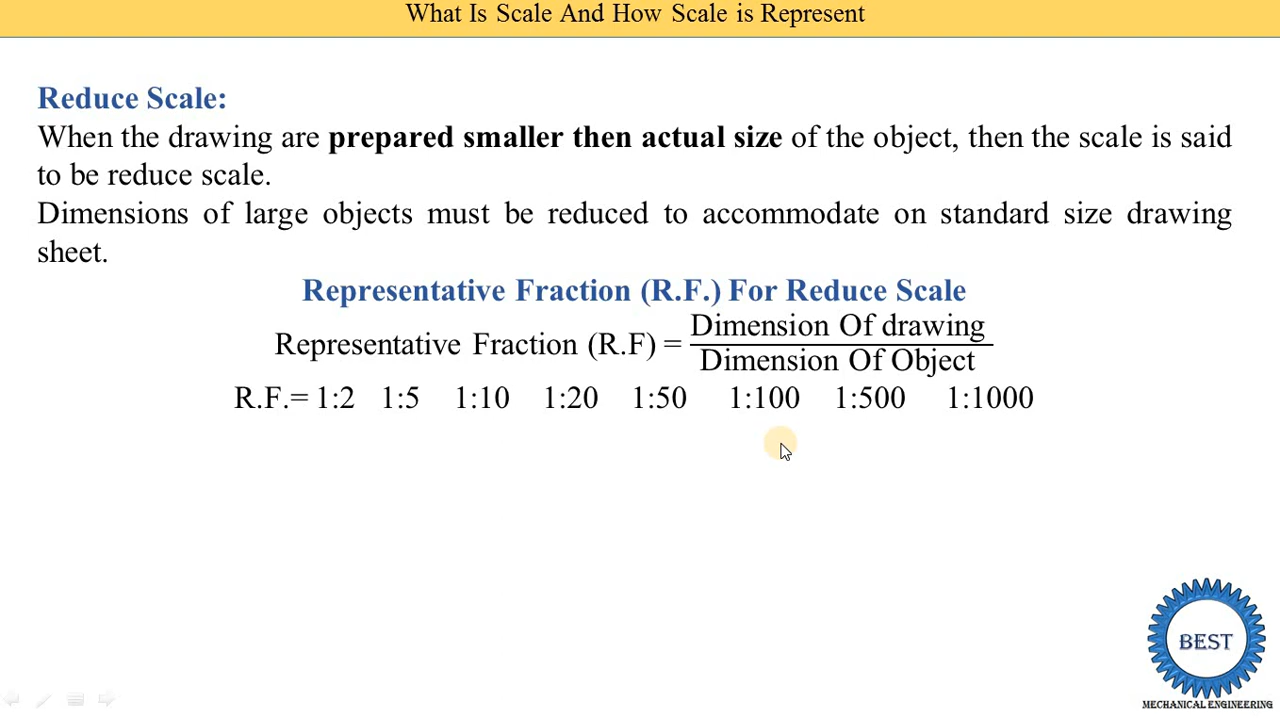 What Is Scale And How Scale is Represent
Reduce Scale:
When the drawing are prepared smaller then actual size of the object, then the scale is said
to be reduce scale.
Dimensions of large objects must be reduced to accommodate on standard size drawing
sheet.
Representative Fraction (R.F.) For Reduce Scale
Representative Fraction (R.F) = Dimension Of drawing
Dimension Of Object
R.F.= 1:2 1:5 1:10 1:20 1:50 1:100 1:500 1:1000
BEST
MECHANICAL ENGINEERING